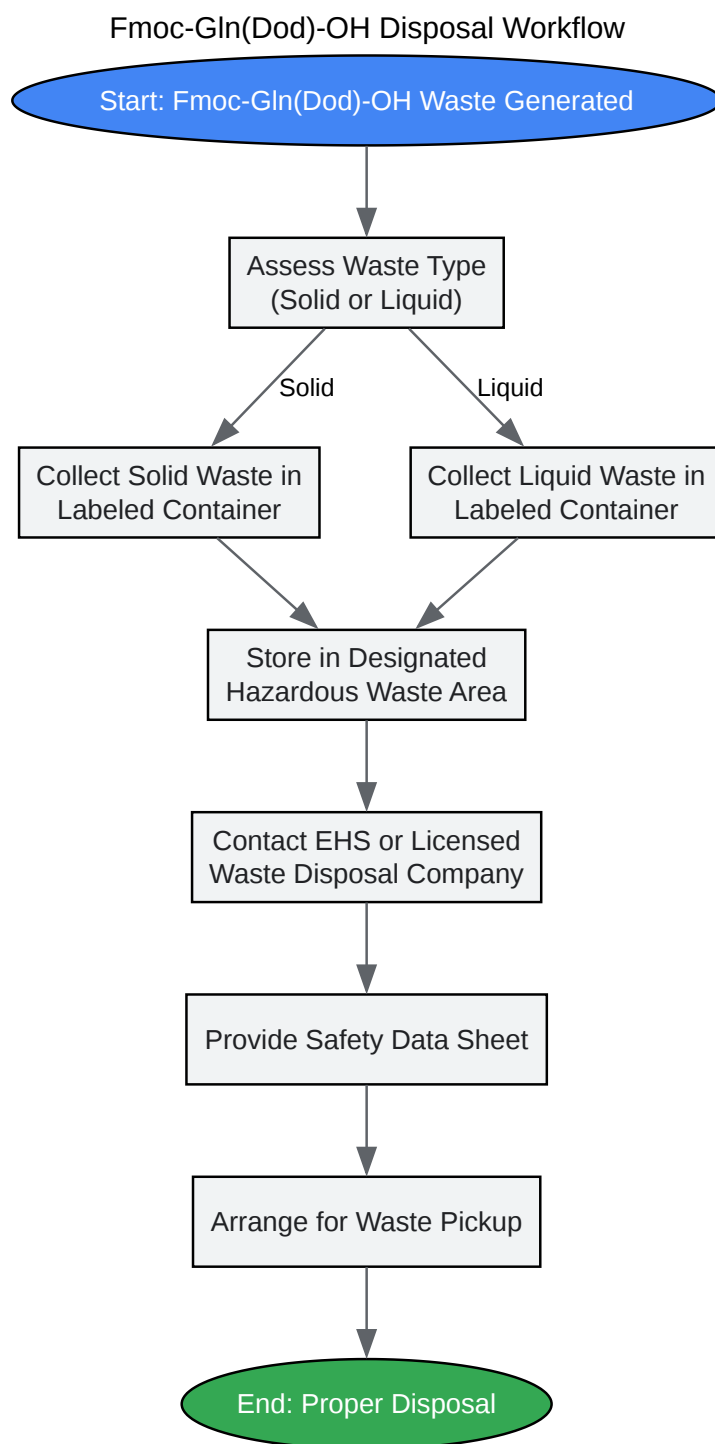 Fmoc-Gln(Dod)-OH Disposal Workflow
Start: Fmoc-Gln(Dod)-OH Waste Generated
Assess Waste Type
(Solid or Liquid)
Solid
Liquid
Collect Solid Waste in
Labeled Container
Collect Liquid Waste in
Labeled Container
Store in Designated
Hazardous Waste Area
Contact EHS or Licensed
Waste Disposal Company
Provide Safety Data Sheet
Arrange for Waste Pickup
End: Proper Disposal